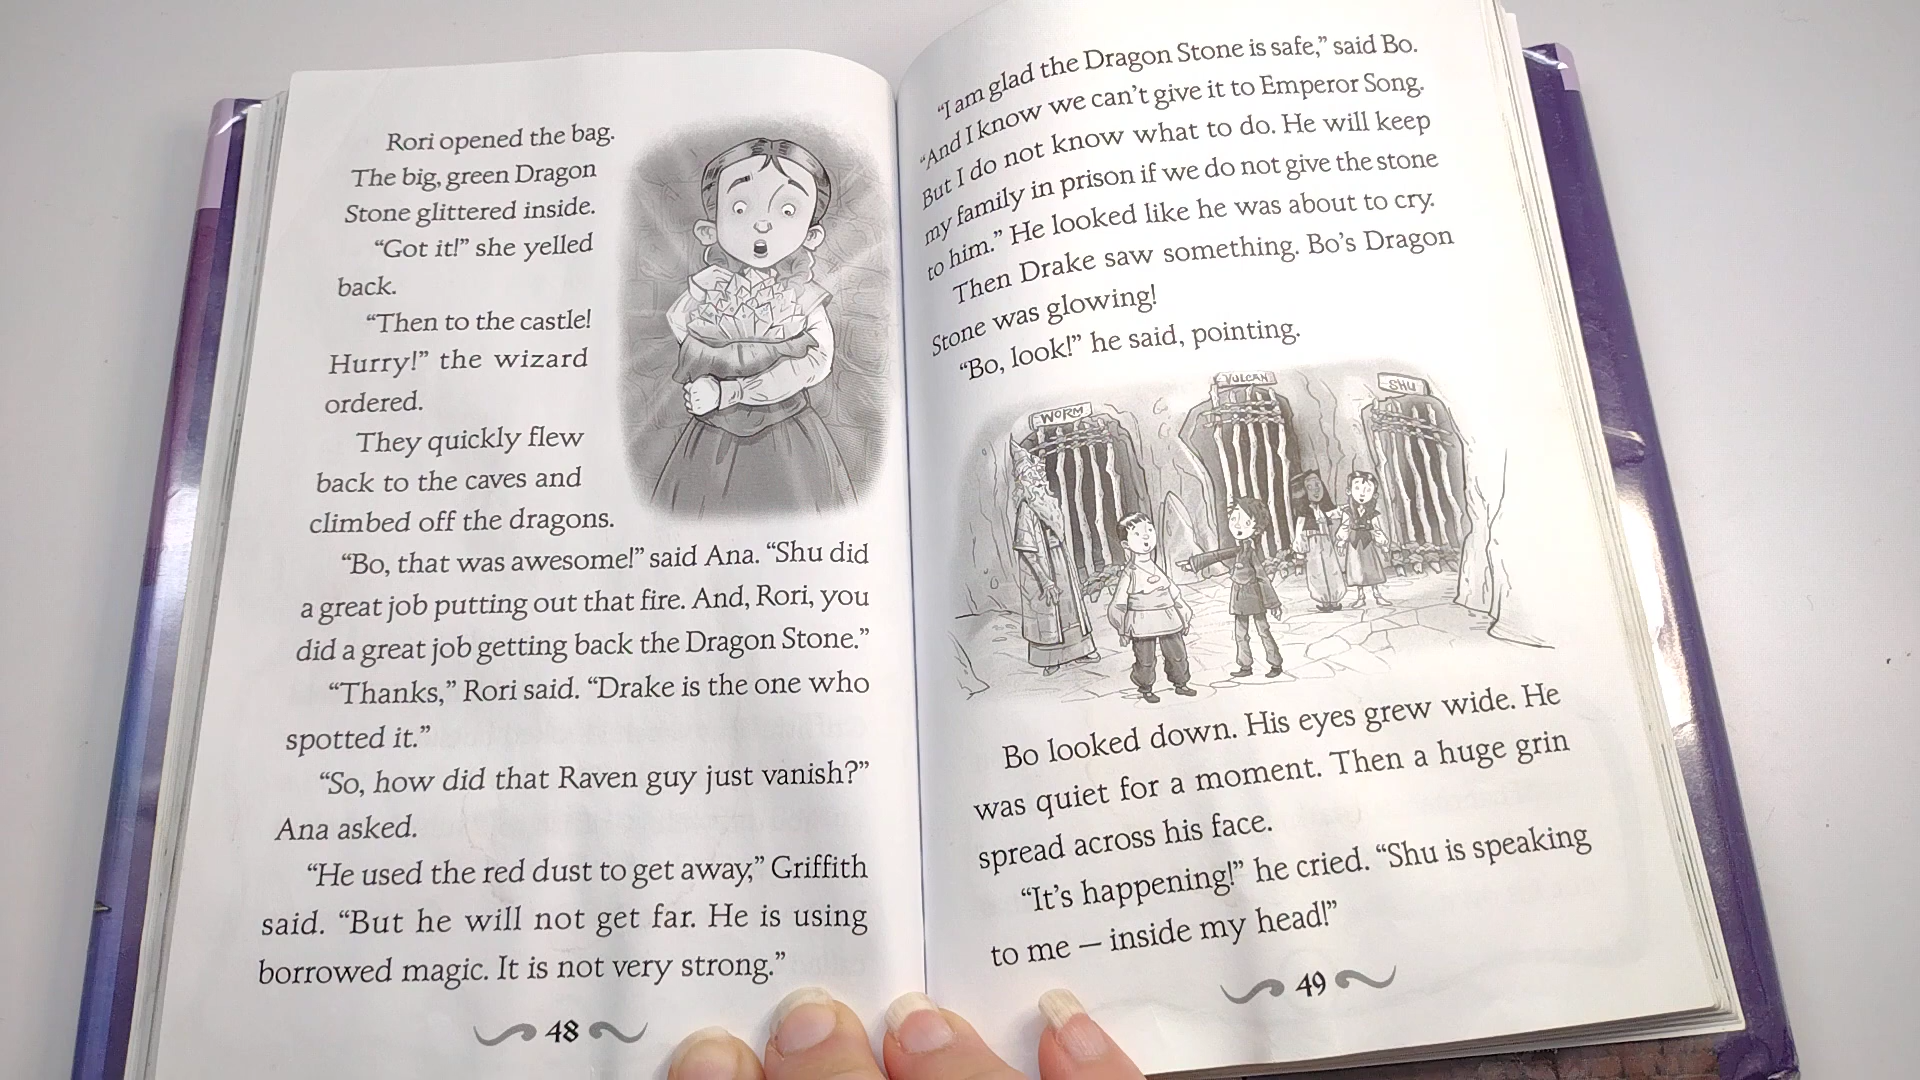 Rori opened the bag.
The big, green Dragon
Stone glittered inside.
“Got it!” she yelled
back.
“Then to the castle!
Hurry!” the wizard
ordered.
They quickly flew
back to the caves and
climbed off the dragons.
“Bo, that was awesome!” said Ana. “Shu did
a great job putting out that fire. And, Rori, you
did a great job getting back the Dragon Stone.”
“Thanks,” Rori said. “Drake is the one who
spotted it.”
“So, how did that Raven guy just vanish?”
Ana asked.
“He used the red dust to get away,” Griffith
said. “But he will not get far. He is using
borrowed magic. It is not very strong.”
48
“I am glad the Dragon Stone is safe,” said Bo.
“And I know we can’t give it to Emperor Song.
But I do not know what to do. He will keep
my family in prison if we do not give the stone
to him.” He looked like he was about to cry.
Then Drake saw something. Bo’s Dragon
Stone was glowing!
“Bo, look!” he said, pointing.
WORM
VULCAN
SHU
Bo looked down. His eyes grew wide. He
was quiet for a moment. Then a huge grin
spread across his face.
“It’s happening!” he cried. “Shu is speaking
to me — inside my head!”
49